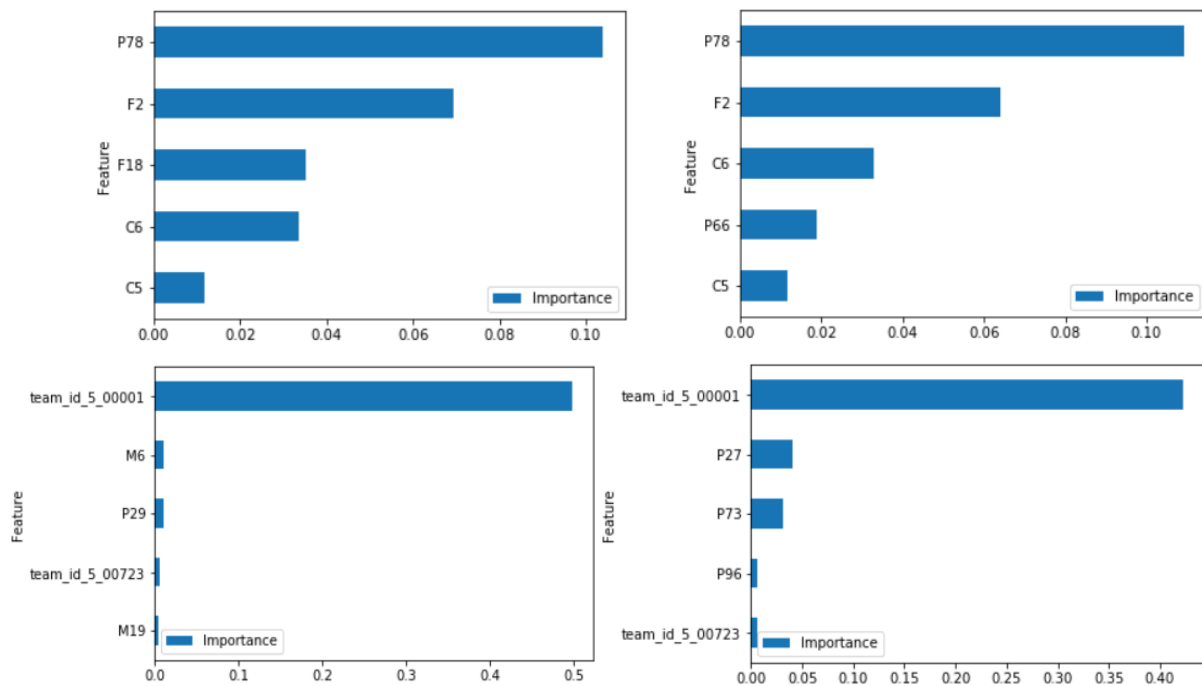 P78
F2
F18
C6
C5
Feature
Importance
0.00 0.02 0.04 0.06 0.08 0.10
P78
F2
C6
P66
C5
Feature
Importance
0.00 0.02 0.04 0.06 0.08 0.10
team_id_5_00001
M6
P29
team_id_5_00723
M19
Feature
Importance
0.0 0.1 0.2 0.3 0.4 0.5
team_id_5_00001
P27
P73
P96
team_id_5_00723
Feature
Importance
0.00 0.05 0.10 0.15 0.20 0.25 0.30 0.35 0.40